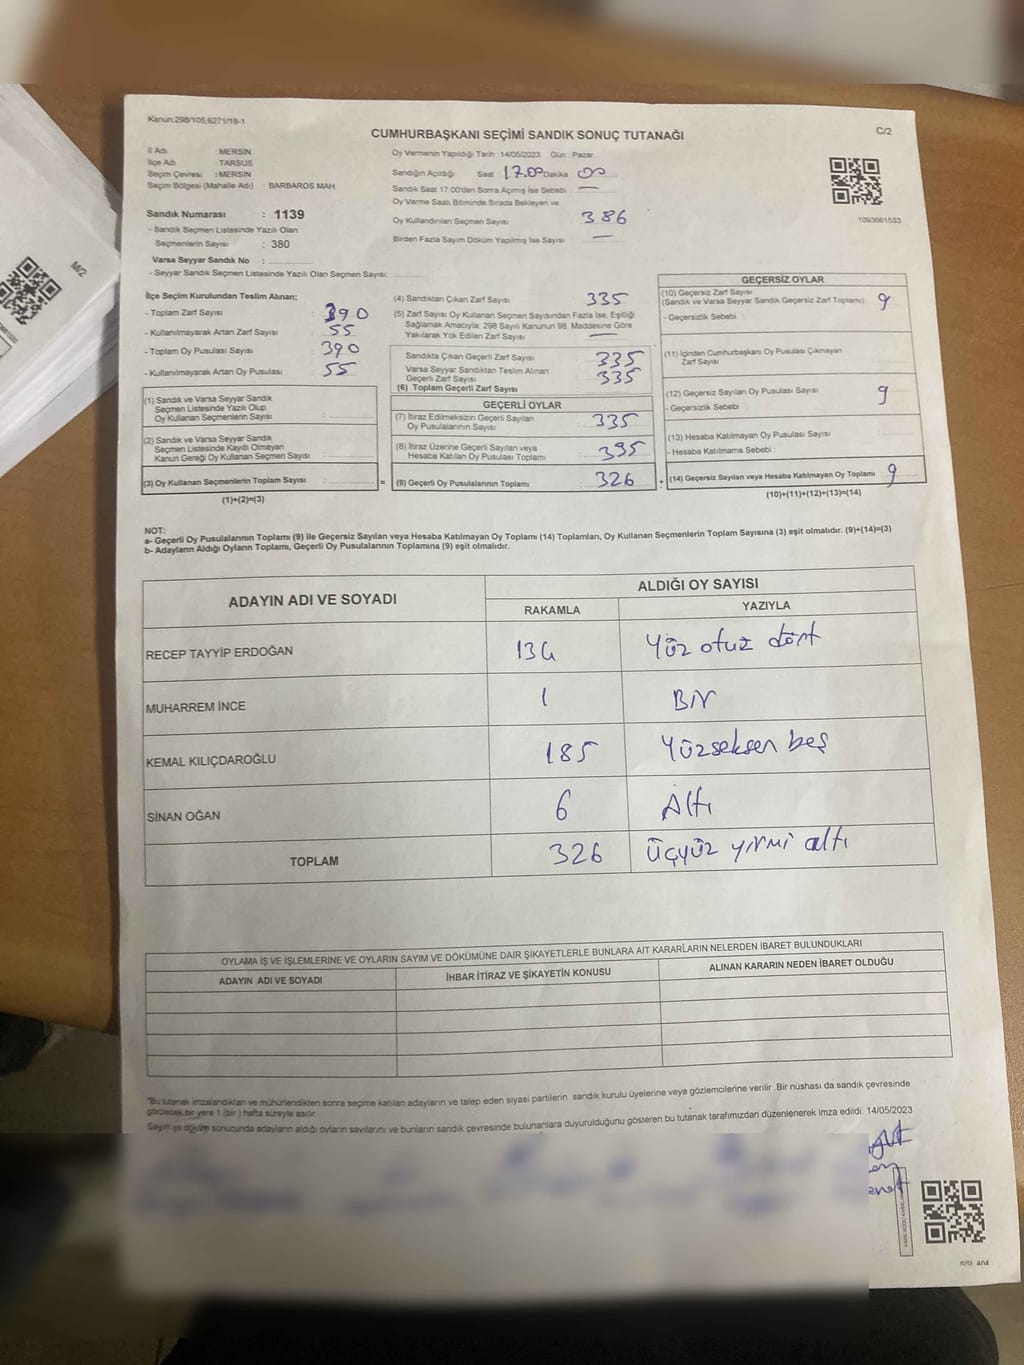 Kanun:298/105,6271/18-1
CUMHURBAŞKANI SEÇİMİ SANDIK SONUÇ TUTANAĞI
C/2
İl Adı : MERSİN
İlçe Adı : TARSUS
Seçim Çevresi : MERSİN
Seçim Bölgesi (Mahalle Adı) BARBAROS MAH
Sandık Numarası : 1139
- Sandık Seçmen Listesinde Yazılı Olan
Seçmenlerin Sayısı : 380
Varsa Seyyar Sandık No :
- Seyyar Sandık Seçmen Listesinde Yazılı Olan Seçmen Sayısı:
Oy Vermenin Yapıldığı Tarih 14/05/2023 Gün : Pazar
Sandığın Açıldığı Saat 17.00 Dakika 00
Sandık Saat 17:00'den Sonra Açmış İse Sebebi —
Oy Verme Saati Bitiminde Sırada Bekleyen ve
Oy Kullandırılan Seçmen Sayısı 386
Birden Fazla Sayım Döküm Yapılmış İse Sayısı —
1093661533
M/2
İlçe Seçim Kurulundan Teslim Alınan;
- Toplam Zarf Sayısı : 390
- Kullanılmayarak Artan Zarf Sayısı : 55
- Toplam Oy Pusulası Sayısı : 390
- Kullanılmayarak Artan Oy Pusulası : 55
(1) Sandık ve Varsa Seyyar Sandık
Seçmen Listesinde Yazılı Olup
Oy Kullanan Seçmenlerin Sayısı :
(2) Sandık ve Varsa Seyyar Sandık
Seçmen Listesinde Kayıtlı Olmayan
Kanun Gereği Oy Kullanan Seçmen Sayısı :
(3) Oy Kullanan Seçmenlerin Toplam Sayısı : =
(1)+(2)=(3)
(4) Sandıktan Çıkan Zarf Sayısı 335
(5) Zarf Sayısı Oy Kullanan Seçmen Sayısından Fazla İse, Eşitliği
Sağlamak Amacıyla; 298 Sayılı Kanunun 98. Maddesine Göre
Yakılarak Yok Edilen Zarf Sayısı —
Sandıkta Çıkan Geçerli Zarf Sayısı 335
Varsa Seyyar Sandıktan Teslim Alınan
Geçerli Zarf Sayısı 335
(6) Toplam Geçerli Zarf Sayısı
GEÇERLİ OYLAR
(7) İtiraz Edilmeksizin Geçerli Sayılan
Oy Pusulalarının Sayısı 335
(8) İtiraz Üzerine Geçerli Sayılan veya
Hesaba Katılan Oy Pusulası Toplamı 335
(9) Geçerli Oy Pusulalarının Toplamı 326 +
GEÇERSİZ OYLAR
(10) Geçersiz Zarf Sayısı
(Sandık ve Varsa Seyyar Sandık Geçersiz Zarf Toplamı) 9
- Geçersizlik Sebebi :
(11) İçinden Cumhurbaşkanı Oy Pusulası Çıkmayan
Zarf Sayısı
(12) Geçersiz Sayılan Oy Pusulası Sayısı 9
- Geçersizlik Sebebi :
(13) Hesaba Katılmayan Oy Pusulası Sayısı
- Hesaba Katılmama Sebebi :
(14) Geçersiz Sayılan veya Hesaba Katılmayan Oy Toplamı 9
(10)+(11)+(12)+(13)=(14)
NOT:
a- Geçerli Oy Pusulalarının Toplamı (9) ile Geçersiz Sayılan veya Hesaba Katılmayan Oy Toplamı (14) Toplamları, Oy Kullanan Seçmenlerin Toplam Sayısına (3) eşit olmalıdır. (9)+(14)=(3)
b- Adayların Aldığı Oyların Toplamı, Geçerli Oy Pusulalarının Toplamına (9) eşit olmalıdır.
ADAYIN ADI VE SOYADI
ALDIĞI OY SAYISI
RAKAMLA YAZIYLA
RECEP TAYYİP ERDOĞAN 134 Yüz otuz dört
MUHARREM İNCE 1 Bir
KEMAL KILIÇDAROĞLU 185 Yüzseksen beş
SİNAN OĞAN 6 Altı
TOPLAM 326 üçyüz yirmi altı
OYLAMA İŞ VE İŞLEMLERİNE VE OYLARIN SAYIM VE DÖKÜMÜNE DAİR ŞİKAYETLERLE BUNLARA AİT KARARLARIN NELERDEN İBARET BULUNDUKLARI
ADAYIN ADI VE SOYADI
İHBAR İTİRAZ VE ŞİKAYETİN KONUSU
ALINAN KARARIN NEDEN İBARET OLDUĞU
*Bu tutanak imzalandıktan ve mühürlendikten sonra seçime katılan adayların ve talep eden siyasi partilerin sandık kurulu üyelerine veya gözlemcilerine verilir .Bir nüshası da sandık çevresinde
görülecek bir yere 1 (bir ) hafta süreyle asılır.
Sayım ve döküm sonucunda adayların aldığı oyların sayılarını ve bunların sandık çevresinde bulunanlara duyurulduğunu gösteren bu tutanak tarafımızdan düzenlenerek imza edildi. 14/05/2023